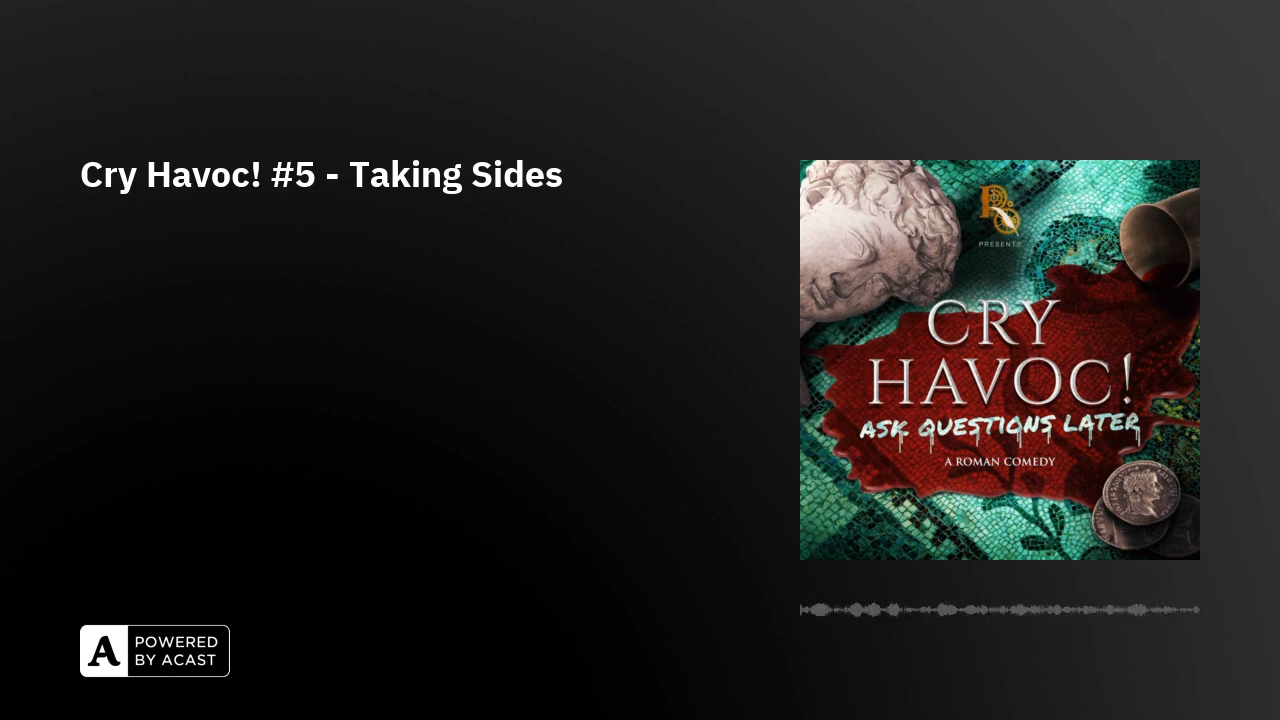 Cry Havoc! #5 - Taking Sides
PRESENTS
CRY
HAVOC!
ASK QUESTIONS LATER
A ROMAN COMEDY
A POWERED
BY ACAST